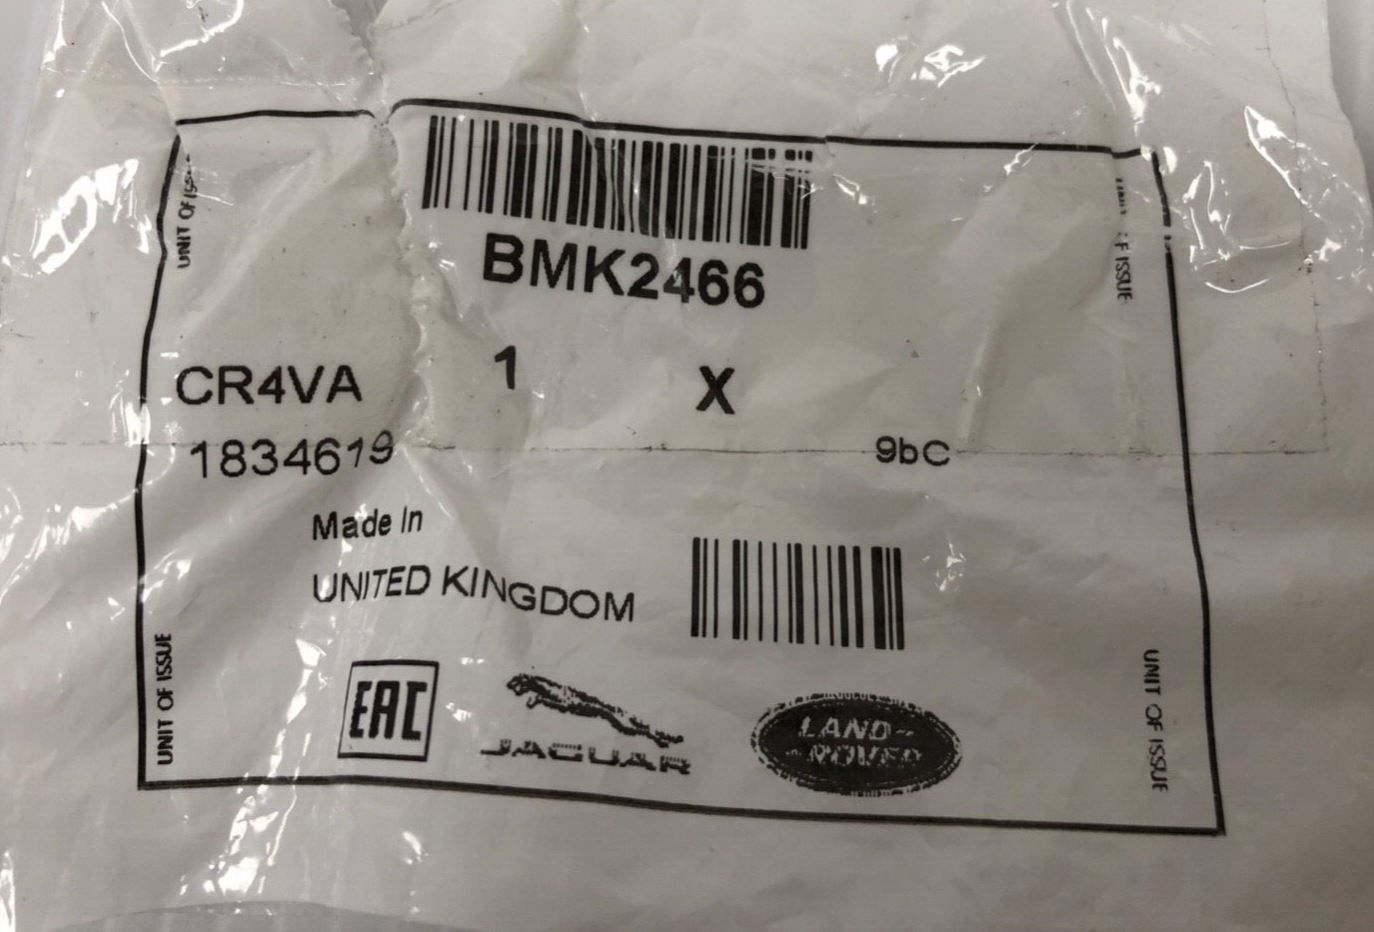 UNIT OF ISSUE
BMK2466
UNIT OF ISSUE
CR4VA
1
X
1834619
9bC
Made In
UNITED KINGDOM
UNIT OF ISSUE
EAC
JAGUAR
LAND-
-ROVER
UNIT OF ISSUE